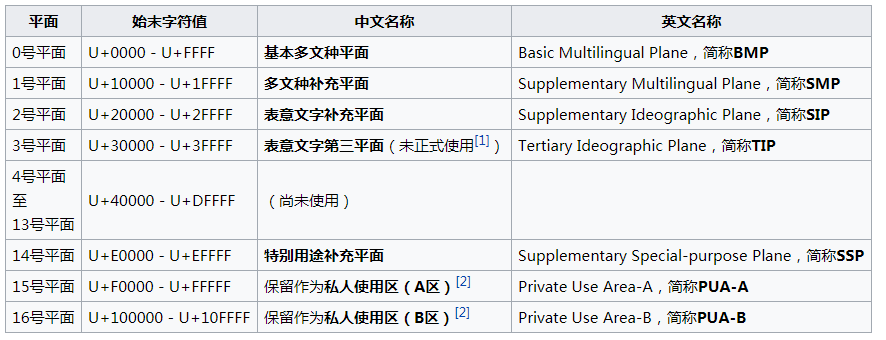 平面 始末字符值 中文名称 英文名称
0号平面 U+0000 - U+FFFF 基本多文种平面 Basic Multilingual Plane，简称BMP
1号平面 U+10000 - U+1FFFF 多文种补充平面 Supplementary Multilingual Plane，简称SMP
2号平面 U+20000 - U+2FFFF 表意文字补充平面 Supplementary Ideographic Plane，简称SIP
3号平面 U+30000 - U+3FFFF 表意文字第三平面（未正式使用[1]） Tertiary Ideographic Plane，简称TIP
4号平面
至
13号平面 U+40000 - U+DFFFF （尚未使用）
14号平面 U+E0000 - U+EFFFF 特别用途补充平面 Supplementary Special-purpose Plane，简称SSP
15号平面 U+F0000 - U+FFFFF 保留作为私人使用区（A区）[2] Private Use Area-A，简称PUA-A
16号平面 U+100000 - U+10FFFF 保留作为私人使用区（B区）[2] Private Use Area-B，简称PUA-B